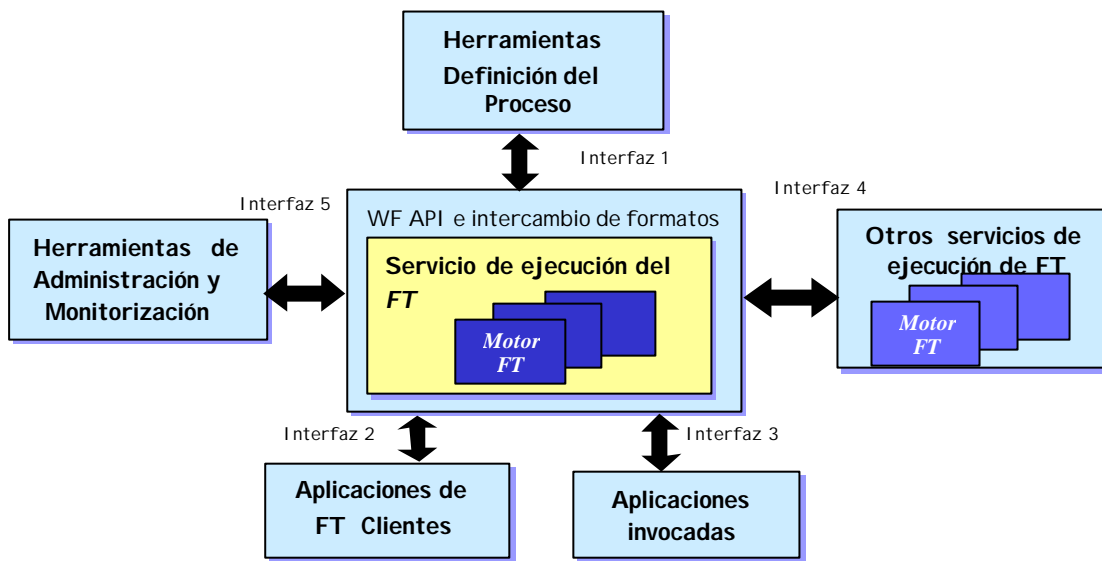 Herramientas
Definición del
Proceso
Interfaz 1
Interfaz 5
Interfaz 4
WF API e intercambio de formatos
Herramientas de
Administración y
Monitorización
Servicio de ejecución del
FT
Motor
FT
Otros servicios de
ejecución de FT
Motor
FT
Interfaz 2
Interfaz 3
Aplicaciones de
FT Clientes
Aplicaciones
invocadas